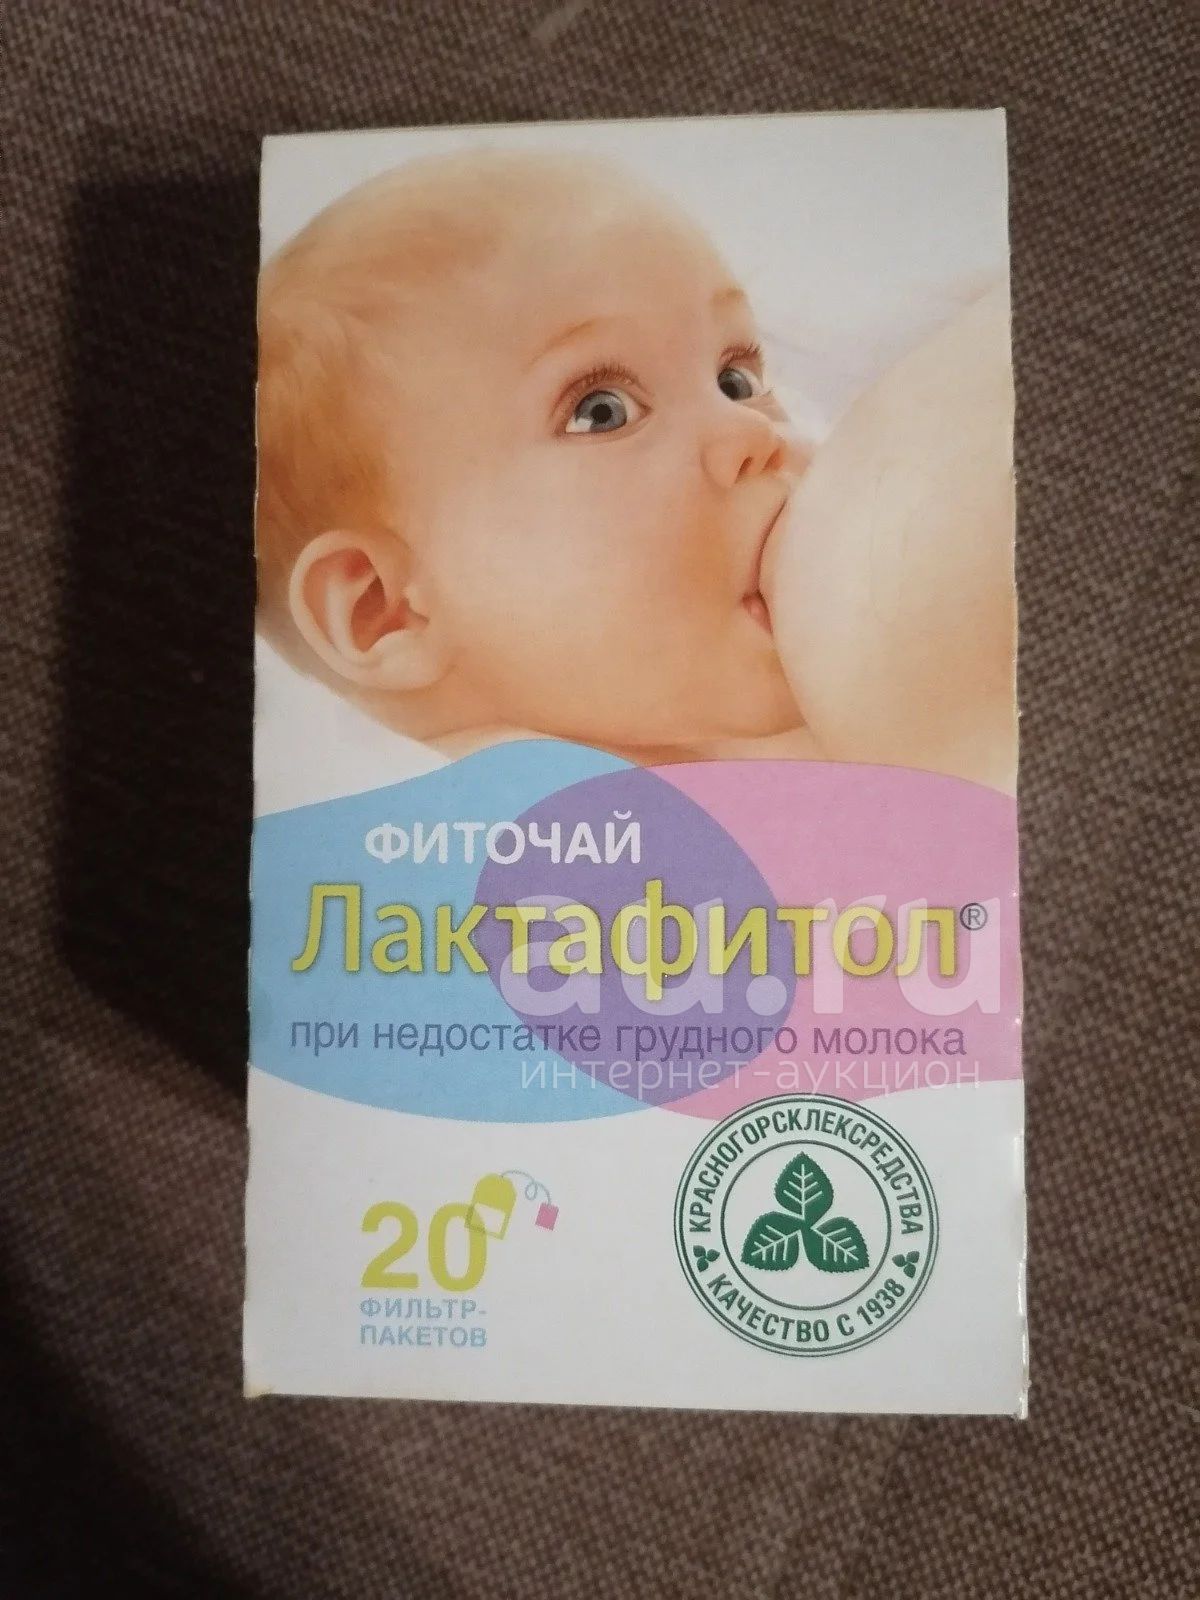 ФИТОЧАЙ
Лактафитол®
при недостатке грудного молока
au.ru
интернет-аукцион
20
ФИЛЬТР-
ПАКЕТОВ
КРАСНОГОРСКЛЕКСРЕДСТВА
КАЧЕСТВО С 1938